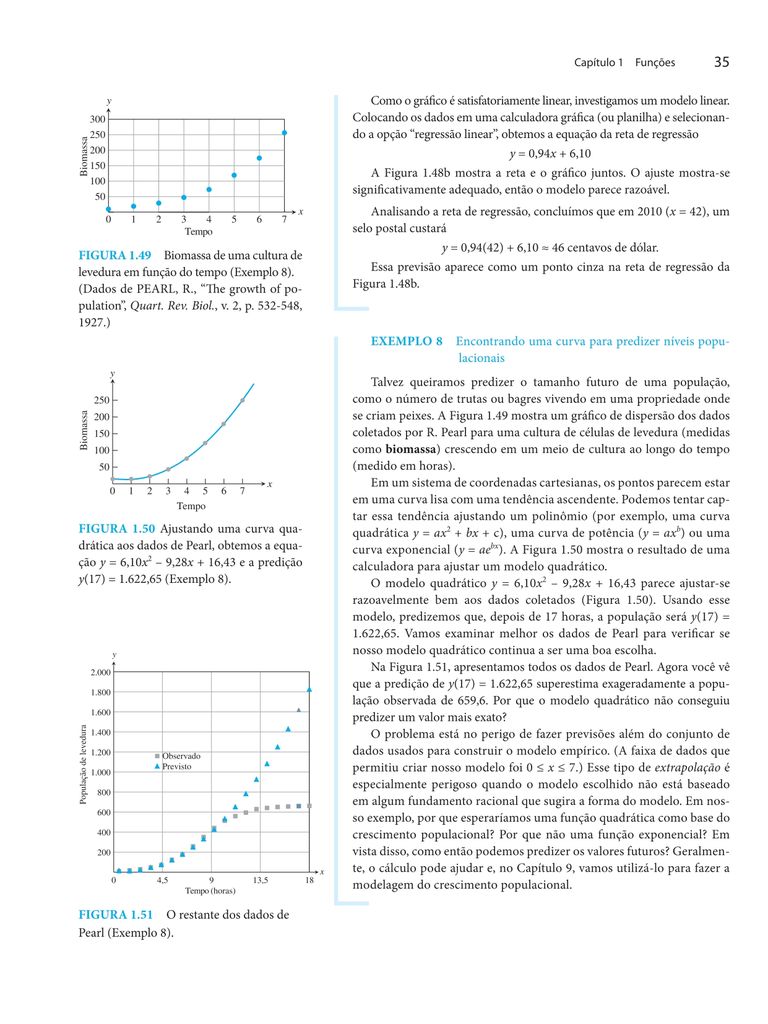 Capítulo 1 Funções 35
y
300
250
200
150
100
50
Biomassa
0 1 2 3 4 5 6 7
x
Tempo
FIGURA 1.49 Biomassa de uma cultura de
levedura em função do tempo (Exemplo 8).
(Dados de PEARL, R., “The growth of po-
pulation”, Quart. Rev. Biol., v. 2, p. 532-548,
1927.)
y
250
200
150
100
50
Biomassa
0 1 2 3 4 5 6 7
x
Tempo
FIGURA 1.50 Ajustando uma curva qua-
drática aos dados de Pearl, obtemos a equa-
ção y = 6,10x² – 9,28x + 16,43 e a predição
y(17) = 1.622,65 (Exemplo 8).
y
2.000
1.800
1.600
1.400
1.200
1.000
800
600
400
200
População de levedura
Observado
Previsto
0 4,5 9 13,5 18
x
Tempo (horas)
FIGURA 1.51 O restante dos dados de
Pearl (Exemplo 8).
Como o gráfico é satisfatoriamente linear, investigamos um modelo linear.
Colocando os dados em uma calculadora gráfica (ou planilha) e selecionan-
do a opção “regressão linear”, obtemos a equação da reta de regressão
y = 0,94x + 6,10
A Figura 1.48b mostra a reta e o gráfico juntos. O ajuste mostra-se
significativamente adequado, então o modelo parece razoável.
Analisando a reta de regressão, concluímos que em 2010 (x = 42), um
selo postal custará
y = 0,94(42) + 6,10 ≈ 46 centavos de dólar.
Essa previsão aparece como um ponto cinza na reta de regressão da
Figura 1.48b.
EXEMPLO 8 Encontrando uma curva para predizer níveis popu-
lacionais
Talvez queiramos predizer o tamanho futuro de uma população,
como o número de trutas ou bagres vivendo em uma propriedade onde
se criam peixes. A Figura 1.49 mostra um gráfico de dispersão dos dados
coletados por R. Pearl para uma cultura de células de levedura (medidas
como biomassa) crescendo em um meio de cultura ao longo do tempo
(medido em horas).
Em um sistema de coordenadas cartesianas, os pontos parecem estar
em uma curva lisa com uma tendência ascendente. Podemos tentar cap-
tar essa tendência ajustando um polinômio (por exemplo, uma curva
quadrática y = ax² + bx + c), uma curva de potência (y = axᵇ) ou uma
curva exponencial (y = aeᵇˣ). A Figura 1.50 mostra o resultado de uma
calculadora para ajustar um modelo quadrático.
O modelo quadrático y = 6,10x² – 9,28x + 16,43 parece ajustar-se
razoavelmente bem aos dados coletados (Figura 1.50). Usando esse
modelo, predizemos que, depois de 17 horas, a população será y(17) =
1.622,65. Vamos examinar melhor os dados de Pearl para verificar se
nosso modelo quadrático continua a ser uma boa escolha.
Na Figura 1.51, apresentamos todos os dados de Pearl. Agora você vê
que a predição de y(17) = 1.622,65 superestima exageradamente a popu-
lação observada de 659,6. Por que o modelo quadrático não conseguiu
predizer um valor mais exato?
O problema está no perigo de fazer previsões além do conjunto de
dados usados para construir o modelo empírico. (A faixa de dados que
permitiu criar nosso modelo foi 0 ≤ x ≤ 7.) Esse tipo de extrapolação é
especialmente perigoso quando o modelo escolhido não está baseado
em algum fundamento racional que sugira a forma do modelo. Em nos-
so exemplo, por que esperaríamos uma função quadrática como base do
crescimento populacional? Por que não uma função exponencial? Em
vista disso, como então podemos predizer os valores futuros? Geralmen-
te, o cálculo pode ajudar e, no Capítulo 9, vamos utilizá-lo para fazer a
modelagem do crescimento populacional.